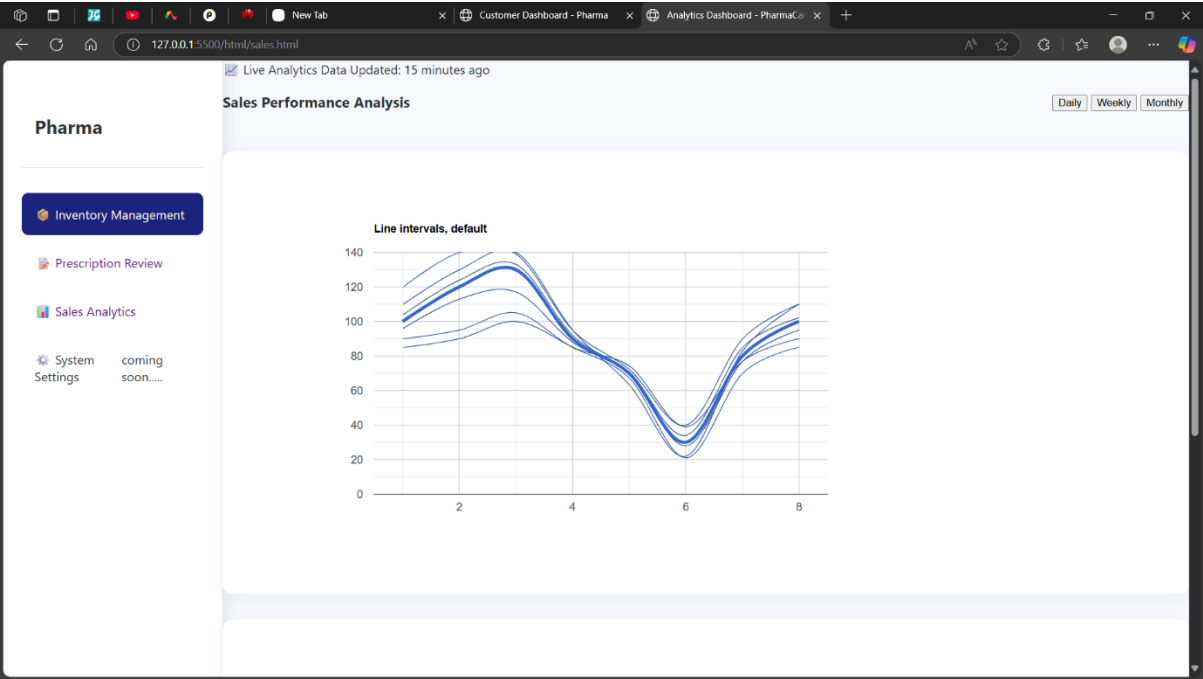 New Tab
Customer Dashboard - Pharma
Analytics Dashboard - PharmaCa
127.0.0.1:5500/html/sales.html
Live Analytics Data Updated: 15 minutes ago
Sales Performance Analysis
Daily Weekly Monthly
Pharma
Inventory Management
Prescription Review
Sales Analytics
System Settings coming soon.....
Line intervals, default
140
120
100
80
60
40
20
0
2 4 6 8